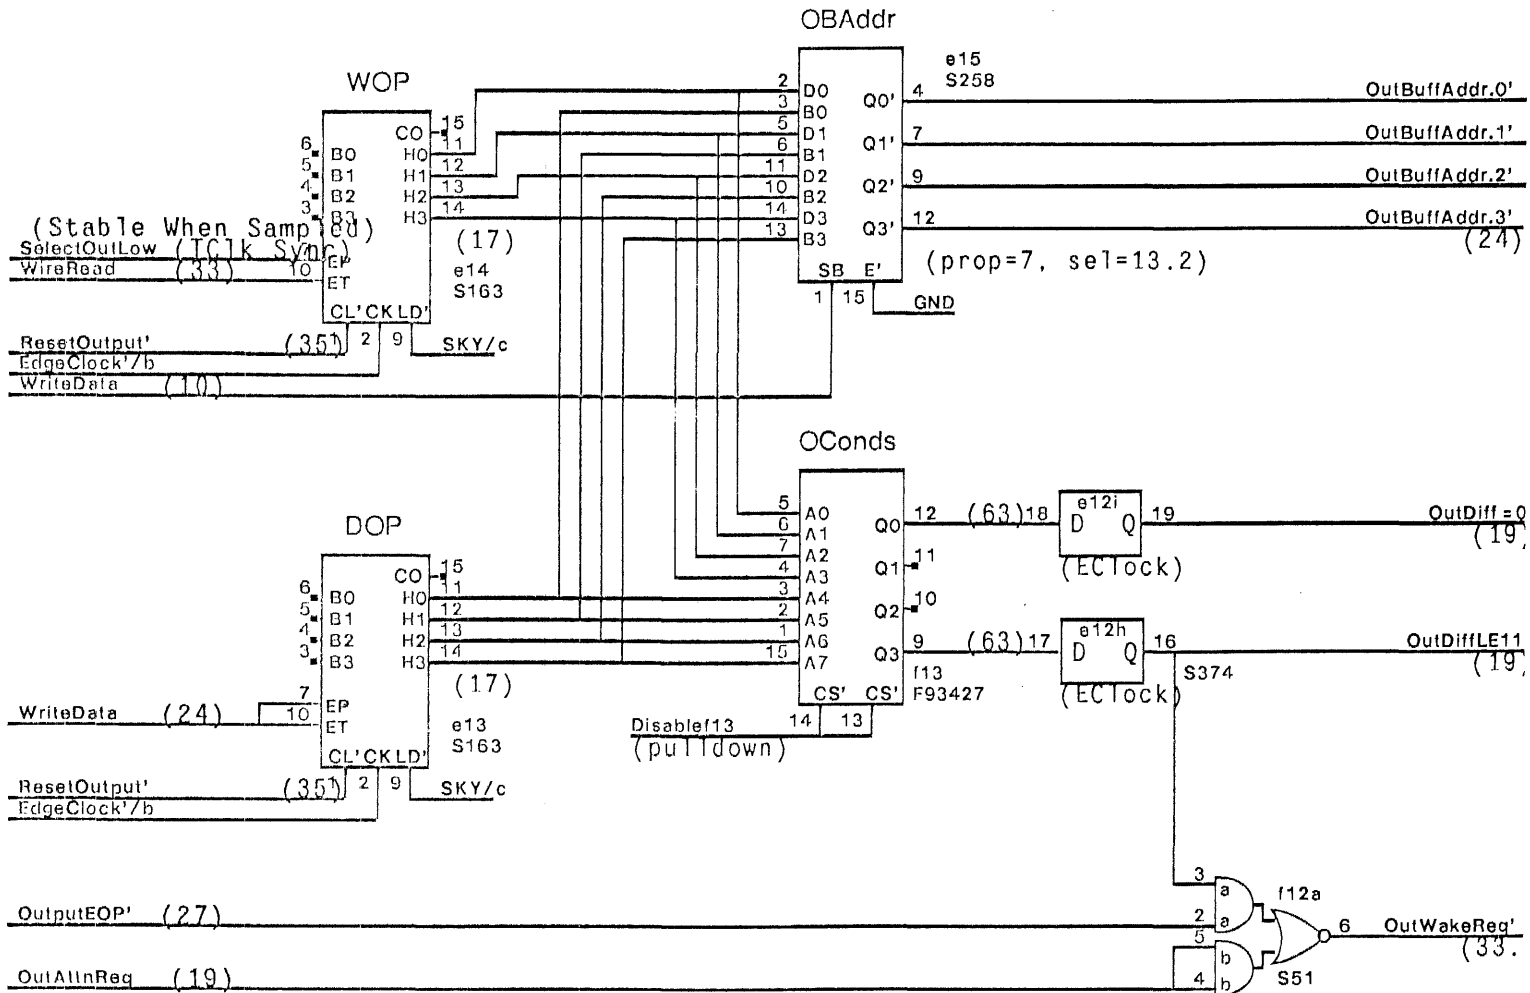 OBAddr
e15
S258
2 D0
3 B0
5 D1
6 B1
11 D2
10 B2
14 D3
13 B3
Q0' 4 OutBuffAddr.0'
Q1' 7 OutBuffAddr.1'
Q2' 9 OutBuffAddr.2'
Q3' 12 OutBuffAddr.3'
(24)
(prop=7, sel=13.2)
SB E'
1 15 GND
WOP
CO 15
6 B0 H0 11
5 B1 H1 12
4 B2 H2 13
3 B3 H3 14
(17)
(Stable When Sampled)
SelectOutLow (TClk Sync) EP
WireRead (33) 10 ET
e14
S163
CL' CK LD'
ResetOutput' (35) 1 2 9 SKY/c
EdgeClock'/b
WriteData (10)
OConds
5 A0
6 A1
7 A2
4 A3
3 A4
2 A5
1 A6
15 A7
Q0 12 (63) 18 D Q 19 OutDiff=0
e12i
(19)
(EClock)
Q1 11
Q2 10
Q3 9 (63) 17 D Q 16 OutDiffLE11
e12h
(19)
(EClock)
S374
f13
F93427
CS' CS'
14 13
Disablef13
(pulldown)
DOP
CO 15
6 B0 H0 11
5 B1 H1 12
4 B2 H2 13
3 B3 H3 14
(17)
7 EP
WriteData (24) 10 ET
e13
S163
CL' CK LD'
ResetOutput' (35) 1 2 9 SKY/c
EdgeClock'/b
3 a
f12a
OutputEOP' (27) 2 a
5 b
6 OutWakeReq'
(33.
OutAttnReq (19) 4 b
S51